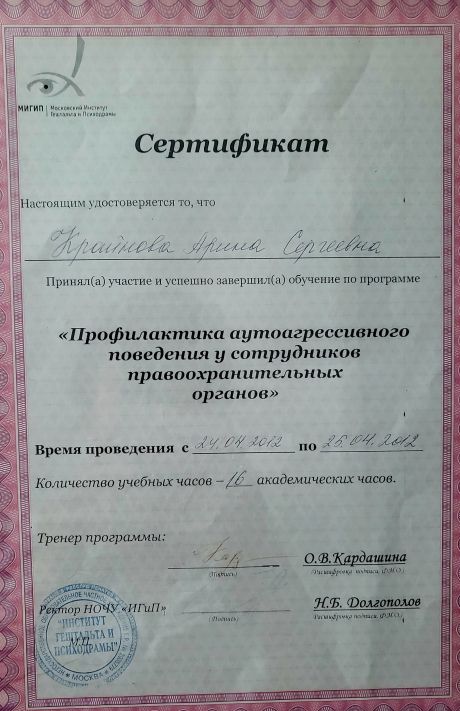 МИГИП
Московский Институт
Гештальта и Психодрамы
Сертификат
Настоящим удостоверяется то, что
Крайнова Арина Сергеевна
Принял(а) участие и успешно завершил(а) обучение по программе
«Профилактика аутоагрессивного
поведения у сотрудников
правоохранительных
органов»
Время проведения с 24.04 2012 по 26.04.2012
Количество учебных часов – 16 академических часов.
Тренер программы:
О.В.Кардашина
(Подпись) (Расшифровка подписи, Ф.И.О.)
Ректор НОЧУ «ИГиП» Н.Б. Долгополов
(Подпись) (Расшифровка подписи, Ф.И.О.)
М.П.
"ИНСТИТУТ
ГЕШТАЛЬТА И
ПСИХОДРАМЫ"
МОСКВА